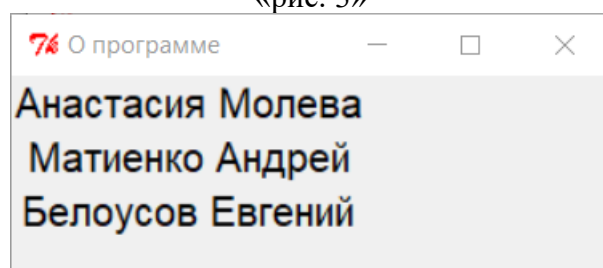 «рис. 3»
О программе
Анастасия Молева
Матиенко Андрей
Белоусов Евгений